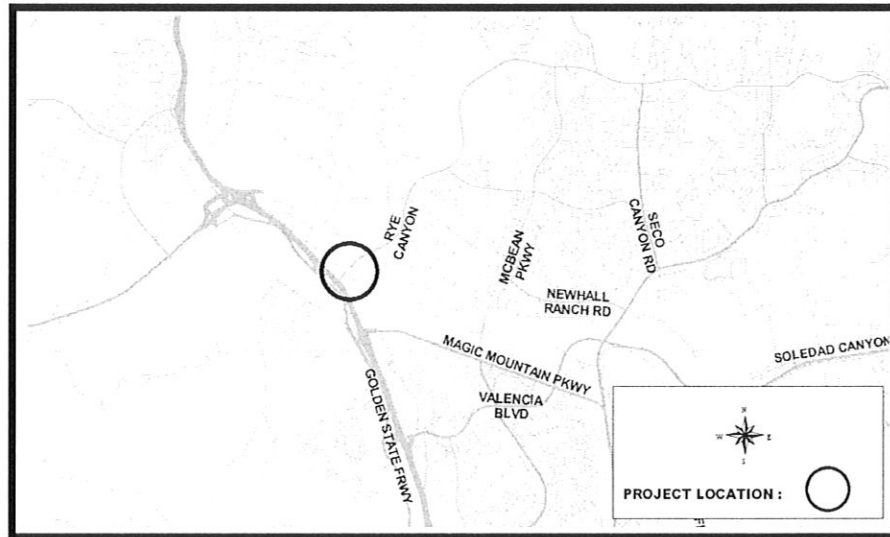 RYE
CANYON
SECO
CANYON RD
MCBEAN
PKWY
NEWHALL
RANCH RD
MAGIC MOUNTAIN PKWY
SOLEDAD CANYON
VALENCIA
BLVD
GOLDEN STATE FRWY
N
W E
S
PROJECT LOCATION :